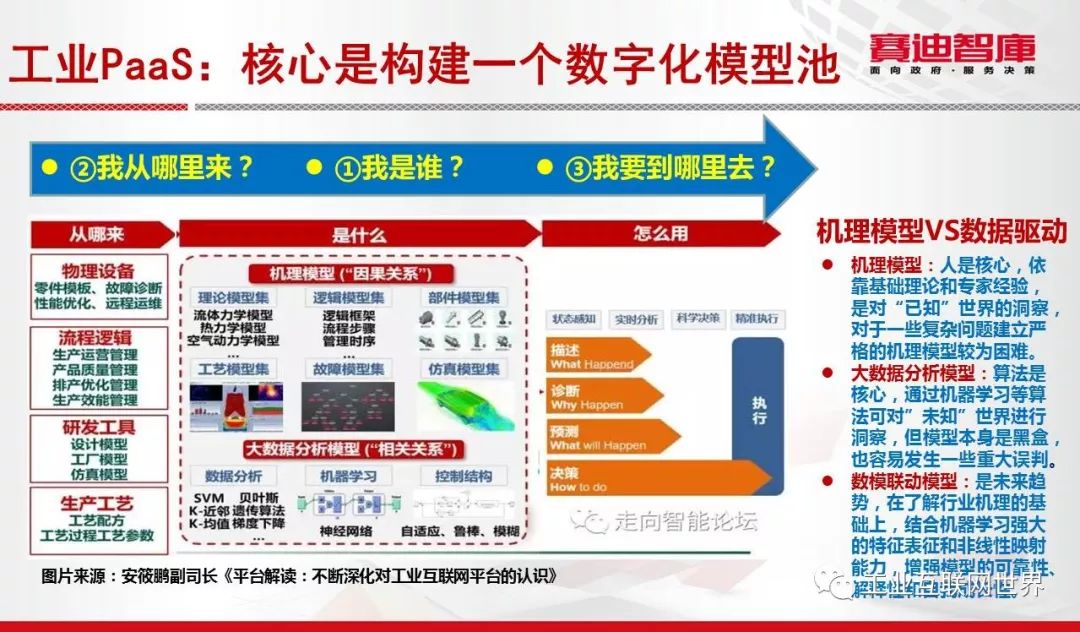 工业PaaS：核心是构建一个数字化模型池
赛迪智庫
面向政府·服务决策
②我从哪里来？
①我是谁？
③我要到哪里去？
从哪来
是什么
怎么用
物理设备
零件模板、故障诊断
性能优化、远程运维
流程逻辑
生产运营管理
产品质量管理
排产优化管理
生产效能管理
研发工具
设计模型
工厂模型
仿真模型
生产工艺
工艺配方
工艺过程工艺参数
机理模型(“因果关系”)
理论模型集
逻辑模型集
部件模型集
流体力学模型
热力学模型
空气动力学模型
...
逻辑框架
流程步骤
管理时序
...
工艺模型集
故障模型集
仿真模型集
大数据分析模型(“相关关系”)
数据分析
机器学习
控制结构
SVM 贝叶斯
K-近邻 遗传算法
K-均值 梯度下降
...
神经网络
自适应、鲁棒、模糊
状态感知
实时分析
科学决策
精准执行
描述
What Happend
诊断
Why Happen
预测
What will Happen
决策
How to do
执行
走向智能论坛
机理模型VS数据驱动
机理模型：人是核心，依
靠基础理论和专家经验，
是对“已知”世界的洞察，
对于一些复杂问题建立严
格的机理模型较为困难。
大数据分析模型：算法是
核心，通过机器学习等算
法可对“未知”世界进行
洞察，但模型本身是黑盒，
也容易发生一些重大误判。
数模联动模型：是未来趋
势，在了解行业机理的基
础上，结合机器学习强大
的特征表征和非线性映射
能力，增强模型的可靠性、
解释性和
工业互联网世界
图片来源：安筱鹏副司长《平台解读：不断深化对工业互联网平台的认识》